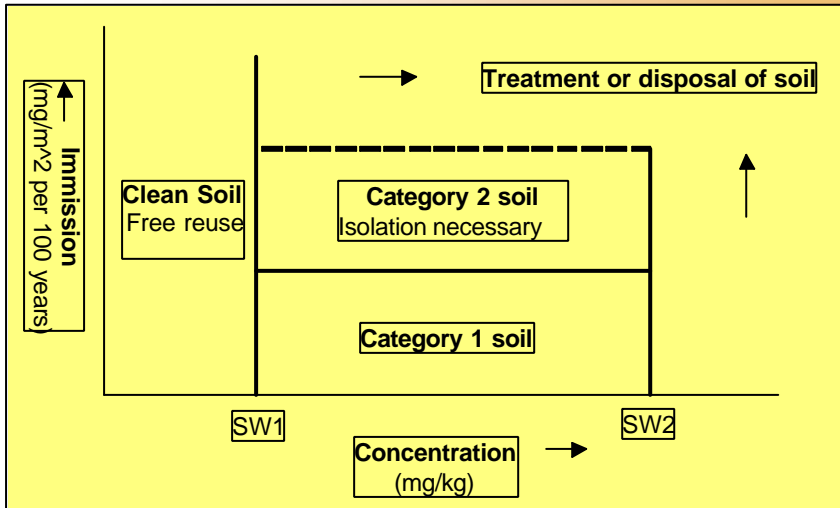 Treatment or disposal of soil
Immission
(mg/m^2 per 100 years)
Clean Soil
Free reuse
Category 2 soil
Isolation necessary
Category 1 soil
SW1
SW2
Concentration
(mg/kg)